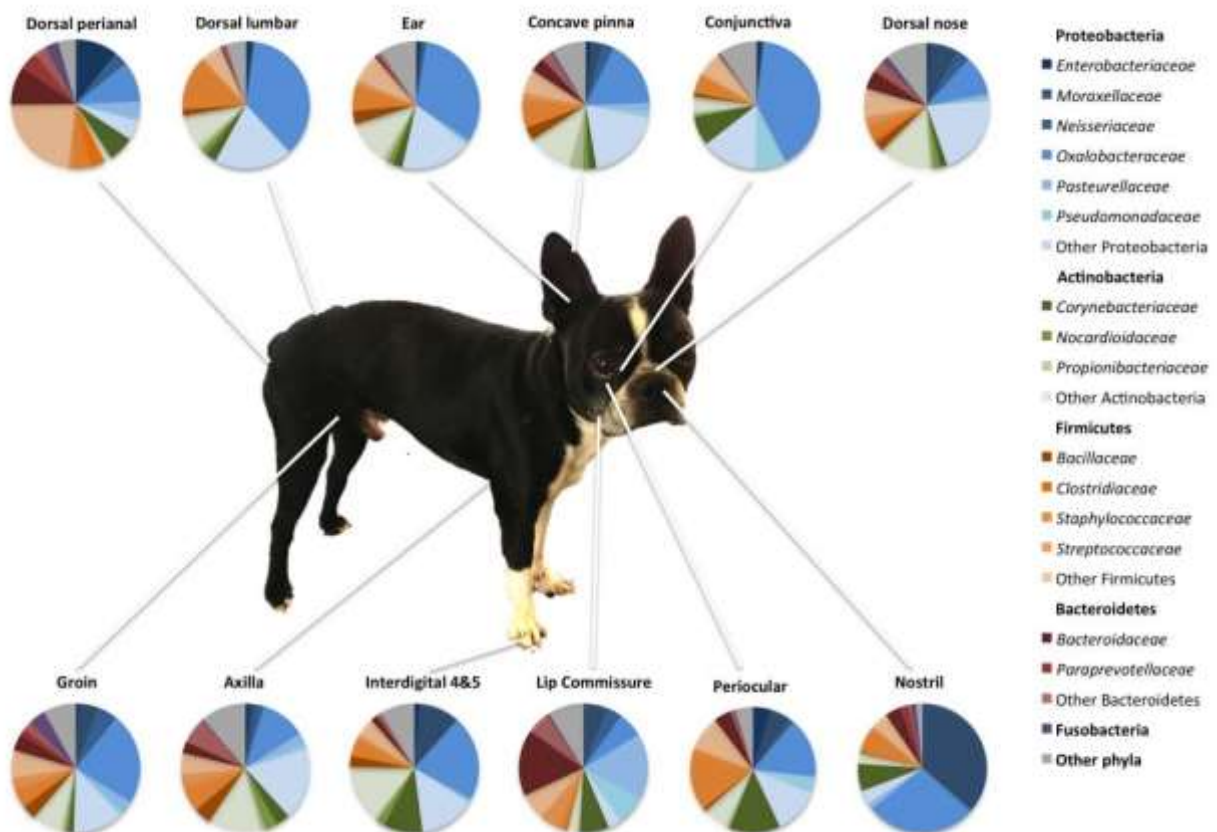 Dorsal perianal
Dorsal lumbar
Ear
Concave pinna
Conjunctiva
Dorsal nose
Groin
Axilla
Interdigital 4&5
Lip Commissure
Periocular
Nostril
Proteobacteria
Enterobacteriaceae
Moraxellaceae
Neisseriaceae
Oxalobacteraceae
Pasteurellaceae
Pseudomonadaceae
Other Proteobacteria
Actinobacteria
Corynebacteriaceae
Nocardioidaceae
Propionibacteriaceae
Other Actinobacteria
Firmicutes
Bacillaceae
Clostridiaceae
Staphylococcaceae
Streptococcaceae
Other Firmicutes
Bacteroidetes
Bacteroidaceae
Paraprevotellaceae
Other Bacteroidetes
Fusobacteria
Other phyla